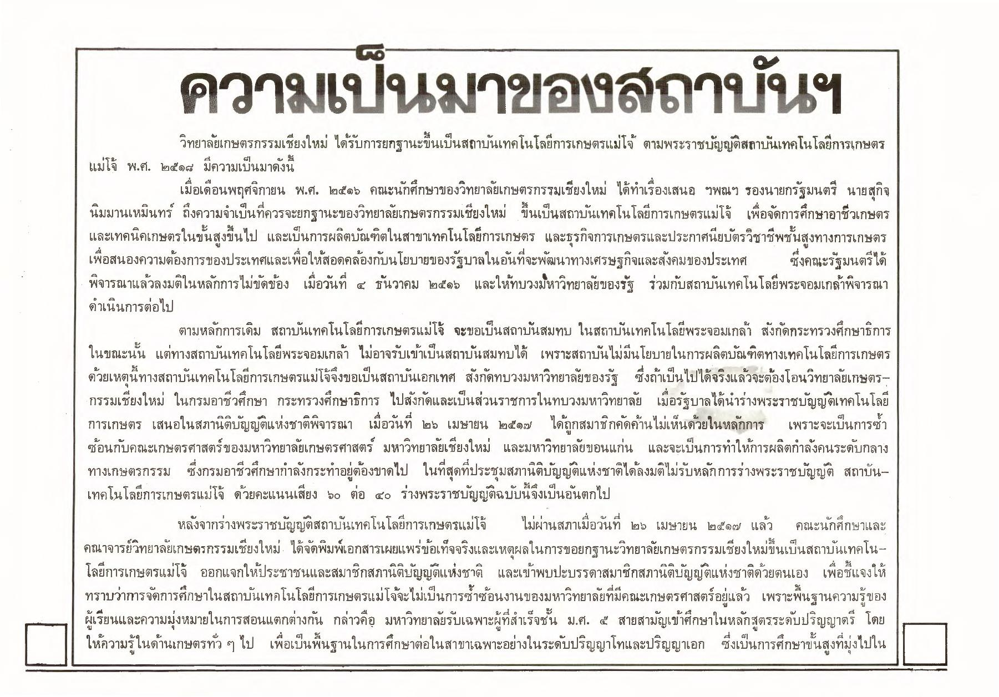 ความเป็นมาของสถาบันฯ
วิทยาลัยเกษตรกรรมเชียงใหม่ ได้รับการยกฐานะขึ้นเป็นสถาบันเทคโนโลยีการเกษตรแม่โจ้ ตามพระราชบัญญัติสถาบันเทคโนโลยีการเกษตร
แม่โจ้ พ.ศ. ๒๕๑๘ มีความเป็นมาดังนี้
เมื่อเดือนพฤศจิกายน พ.ศ. ๒๕๑๖ คณะนักศึกษาของวิทยาลัยเกษตรกรรมเชียงใหม่ ได้ทำเรื่องเสนอ ฯพณฯ รองนายกรัฐมนตรี นายสุกิจ
นิมมานเหมินทร์ ถึงความจำเป็นที่ควรจะยกฐานะของวิทยาลัยเกษตรกรรมเชียงใหม่ ขึ้นเป็นสถาบันเทคโนโลยีการเกษตรแม่โจ้ เพื่อจัดการศึกษาอาชีวเกษตร
และเทคนิคเกษตรในขั้นสูงขึ้นไป และเป็นการผลิตบัณฑิตในสาขาเทคโนโลยีการเกษตร และธุรกิจการเกษตรและประกาศนียบัตรวิชาชีพชั้นสูงทางการเกษตร
เพื่อสนองความต้องการของประเทศและเพื่อให้สอดคล้องกับนโยบายของรัฐบาลในอันที่จะพัฒนาทางเศรษฐกิจและสังคมของประเทศ ซึ่งคณะรัฐมนตรีได้
พิจารณาแล้วลงมติในหลักการไม่ขัดข้อง เมื่อวันที่ ๔ ธันวาคม ๒๕๑๖ และให้ทบวงมหาวิทยาลัยของรัฐ ร่วมกับสถาบันเทคโนโลยีพระจอมเกล้าพิจารณา
ดำเนินการต่อไป
ตามหลักการเดิม สถาบันเทคโนโลยีการเกษตรแม่โจ้ จะขอเป็นสถาบันสมทบ ในสถาบันเทคโนโลยีพระจอมเกล้า สังกัดกระทรวงศึกษาธิการ
ในขณะนั้น แต่ทางสถาบันเทคโนโลยีพระจอมเกล้า ไม่อาจรับเข้าเป็นสถาบันสมทบได้ เพราะสถาบันไม่มีนโยบายในการผลิตบัณฑิตทางเทคโนโลยีการเกษตร
ด้วยเหตุนี้ทางสถาบันเทคโนโลยีการเกษตรแม่โจ้จึงขอเป็นสถาบันเอกเทศ สังกัดทบวงมหาวิทยาลัยของรัฐ ซึ่งถ้าเป็นไปได้จริงแล้วจะต้องโอนวิทยาลัยเกษตร-
กรรมเชียงใหม่ ในกรมอาชีวศึกษา กระทรวงศึกษาธิการ ไปสังกัดและเป็นส่วนราชการในทบวงมหาวิทยาลัย เมื่อรัฐบาลได้นำร่างพระราชบัญญัติเทคโนโลยี
การเกษตร เสนอในสภานิติบัญญัติแห่งชาติพิจารณา เมื่อวันที่ ๒๖ เมษายน ๒๕๑๗ ได้ถูกสมาชิกคัดค้านไม่เห็นด้วยในหลักการ เพราะจะเป็นการซ้ำ
ซ้อนกับคณะเกษตรศาสตร์ของมหาวิทยาลัยเกษตรศาสตร์ มหาวิทยาลัยเชียงใหม่ และมหาวิทยาลัยขอนแก่น และจะเป็นการทำให้การผลิตกำลังคนระดับกลาง
ทางเกษตรกรรม ซึ่งกรมอาชีวศึกษากำลังกระทำอยู่ต้องขาดไป ในที่สุดที่ประชุมสภานิติบัญญัติแห่งชาติได้ลงมติไม่รับหลักการร่างพระราชบัญญัติ สถาบัน-
เทคโนโลยีการเกษตรแม่โจ้ ด้วยคะแนนเสียง ๖๐ ต่อ ๔๐ ร่างพระราชบัญญัติฉบับนี้จึงเป็นอันตกไป
หลังจากร่างพระราชบัญญัติสถาบันเทคโนโลยีการเกษตรแม่โจ้ ไม่ผ่านสภาเมื่อวันที่ ๒๖ เมษายน ๒๕๑๗ แล้ว คณะนักศึกษาและ
คณาจารย์วิทยาลัยเกษตรกรรมเชียงใหม่ ได้จัดพิมพ์เอกสารเผยแพร่ข้อเท็จจริงและเหตุผลในการขอยกฐานะวิทยาลัยเกษตรกรรมเชียงใหม่ขึ้นเป็นสถาบันเทคโน-
โลยีการเกษตรแม่โจ้ ออกแจกให้ประชาชนและสมาชิกสภานิติบัญญัติแห่งชาติ และเข้าพบปะบรรดาสมาชิกสภานิติบัญญัติแห่งชาติด้วยตนเอง เพื่อชี้แจงให้
ทราบว่าการจัดการศึกษาในสถาบันเทคโนโลยีการเกษตรแม่โจ้จะไม่เป็นการซ้ำซ้อนงานของมหาวิทยาลัยที่มีคณะเกษตรศาสตร์อยู่แล้ว เพราะพื้นฐานความรู้ของ
ผู้เรียนและความมุ่งหมายในการสอนแตกต่างกัน กล่าวคือ มหาวิทยาลัยรับเฉพาะผู้ที่สำเร็จชั้น ม.ศ. ๕ สายสามัญเข้าศึกษาในหลักสูตรระดับปริญญาตรี โดย
ให้ความรู้ในด้านเกษตรทั่ว ๆ ไป เพื่อเป็นพื้นฐานในการศึกษาต่อในสาขาเฉพาะอย่างในระดับปริญญาโทและปริญญาเอก ซึ่งเป็นการศึกษาขั้นสูงที่มุ่งไปใน